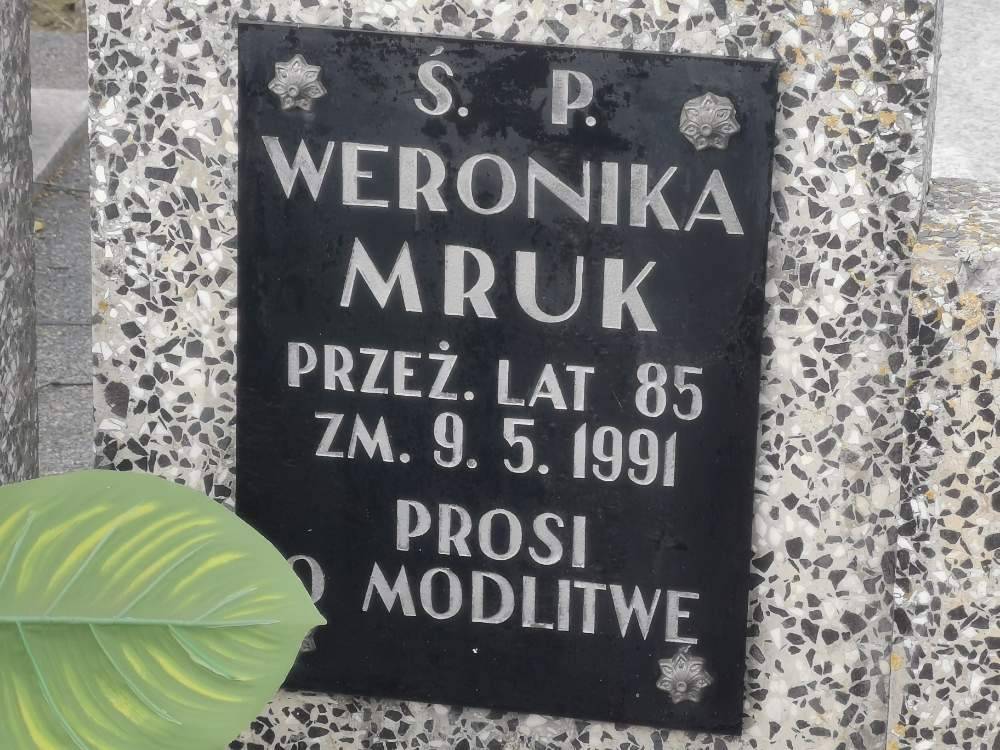 Ś. P.
WERONIKA
MRUK
PRZEŻ. LAT 85
ZM. 9. 5. 1991
PROSI
O MODLITWE